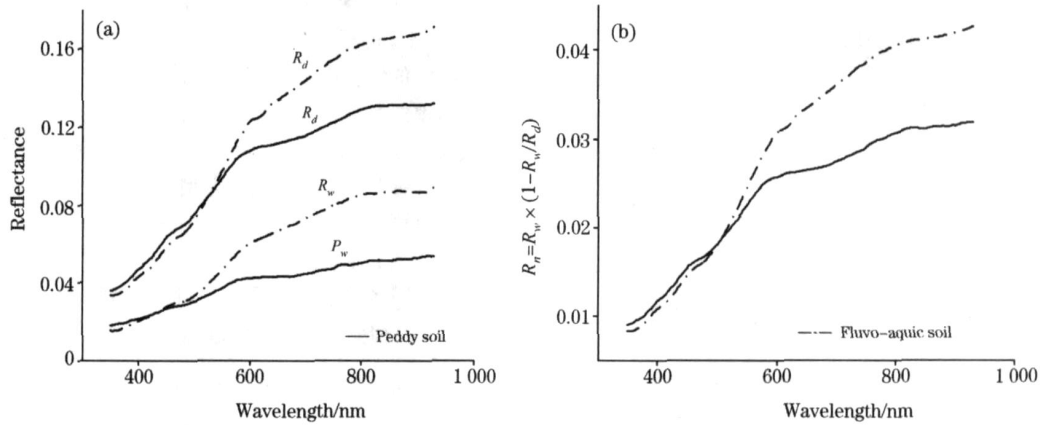 (a)
0.16
0.12
0.08
0.04
0
Reflectance
R_d
R_d
R_w
P_w
Peddy soil
400
600
800
1 000
Wavelength/nm
(b)
0.04
0.03
0.02
0.01
R_n=R_w×(1-R_w/R_d)
Fluvo-aquic soil
400
600
800
1 000
Wavelength/nm